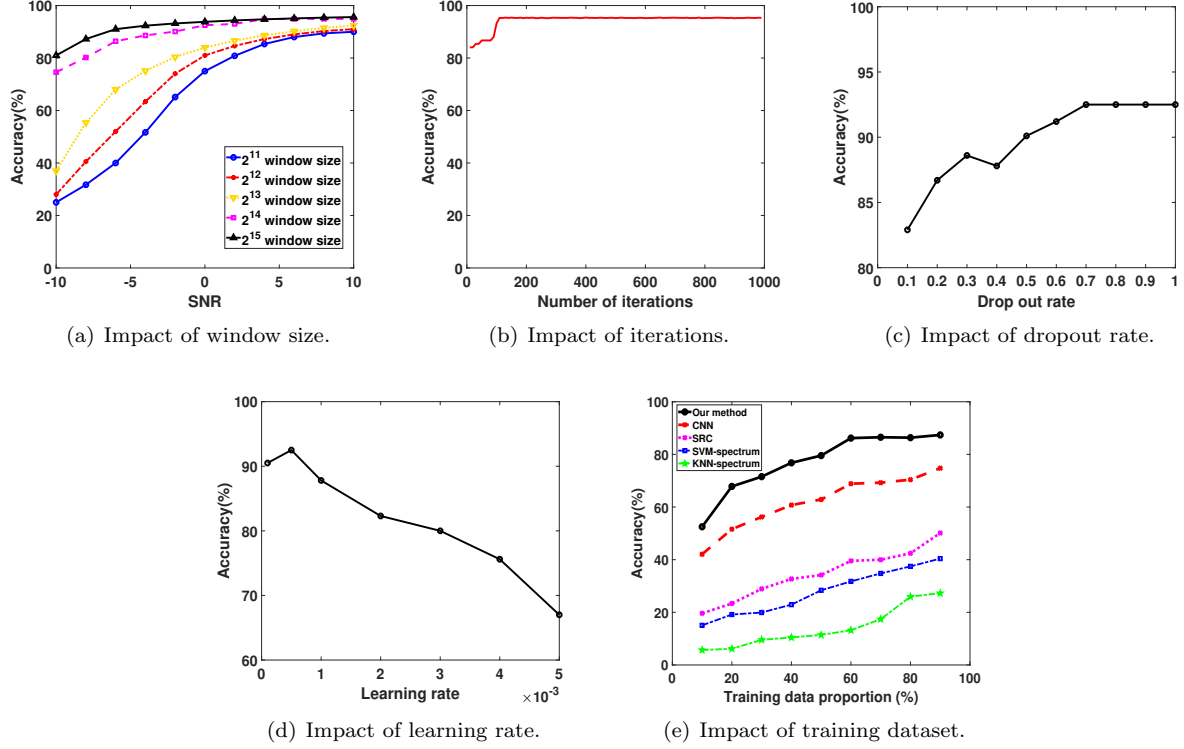 100
80
60
40
20
0
-10 -5 0 5 10
Accuracy(%)
SNR
2^11 window size
2^12 window size
2^13 window size
2^14 window size
2^15 window size
(a) Impact of window size.
100
80
60
40
20
0
0 200 400 600 800 1000
Accuracy(%)
Number of iterations
(b) Impact of iterations.
100
95
90
85
80
0 0.1 0.2 0.3 0.4 0.5 0.6 0.7 0.8 0.9 1
Accuracy(%)
Drop out rate
(c) Impact of dropout rate.
100
90
80
70
60
0 1 2 3 4 5
×10^-3
Accuracy(%)
Learning rate
(d) Impact of learning rate.
100
80
60
40
20
0
0 20 40 60 80 100
Accuracy(%)
Training data proportion (%)
Our method
CNN
SRC
SVM-spectrum
KNN-spectrum
(e) Impact of training dataset.